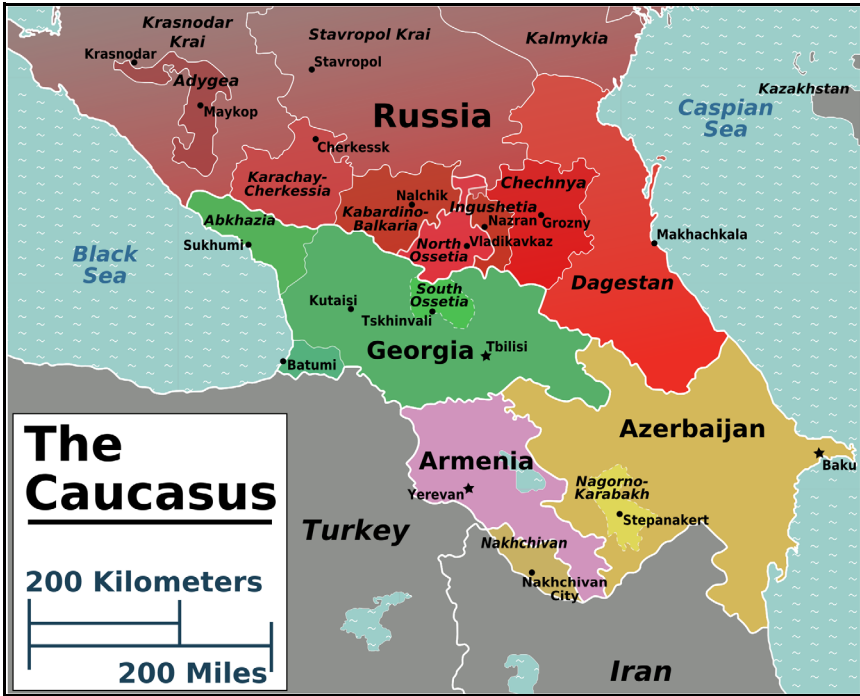 Krasnodar
Krai
Stavropol Krai
Kalmykia
Krasnodar
Stavropol
Adygea
Kazakhstan
Maykop
Russia
Caspian
Sea
Cherkessk
Karachay-
Cherkessia
Chechnya
Nalchik
Ingushetia
Kabardino-
Balkaria
Nazran
Grozny
Abkhazia
Sukhumi
North
Ossetia
Vladikavkaz
Makhachkala
Black
Sea
Dagestan
South
Ossetia
Kutaisi
Tskhinvali
Georgia
Tbilisi
Batumi
Azerbaijan
Armenia
Baku
Nagorno-
Karabakh
Yerevan
Stepanakert
Turkey
Nakhchivan
Nakhchivan
City
Iran
The
Caucasus
200 Kilometers
200 Miles